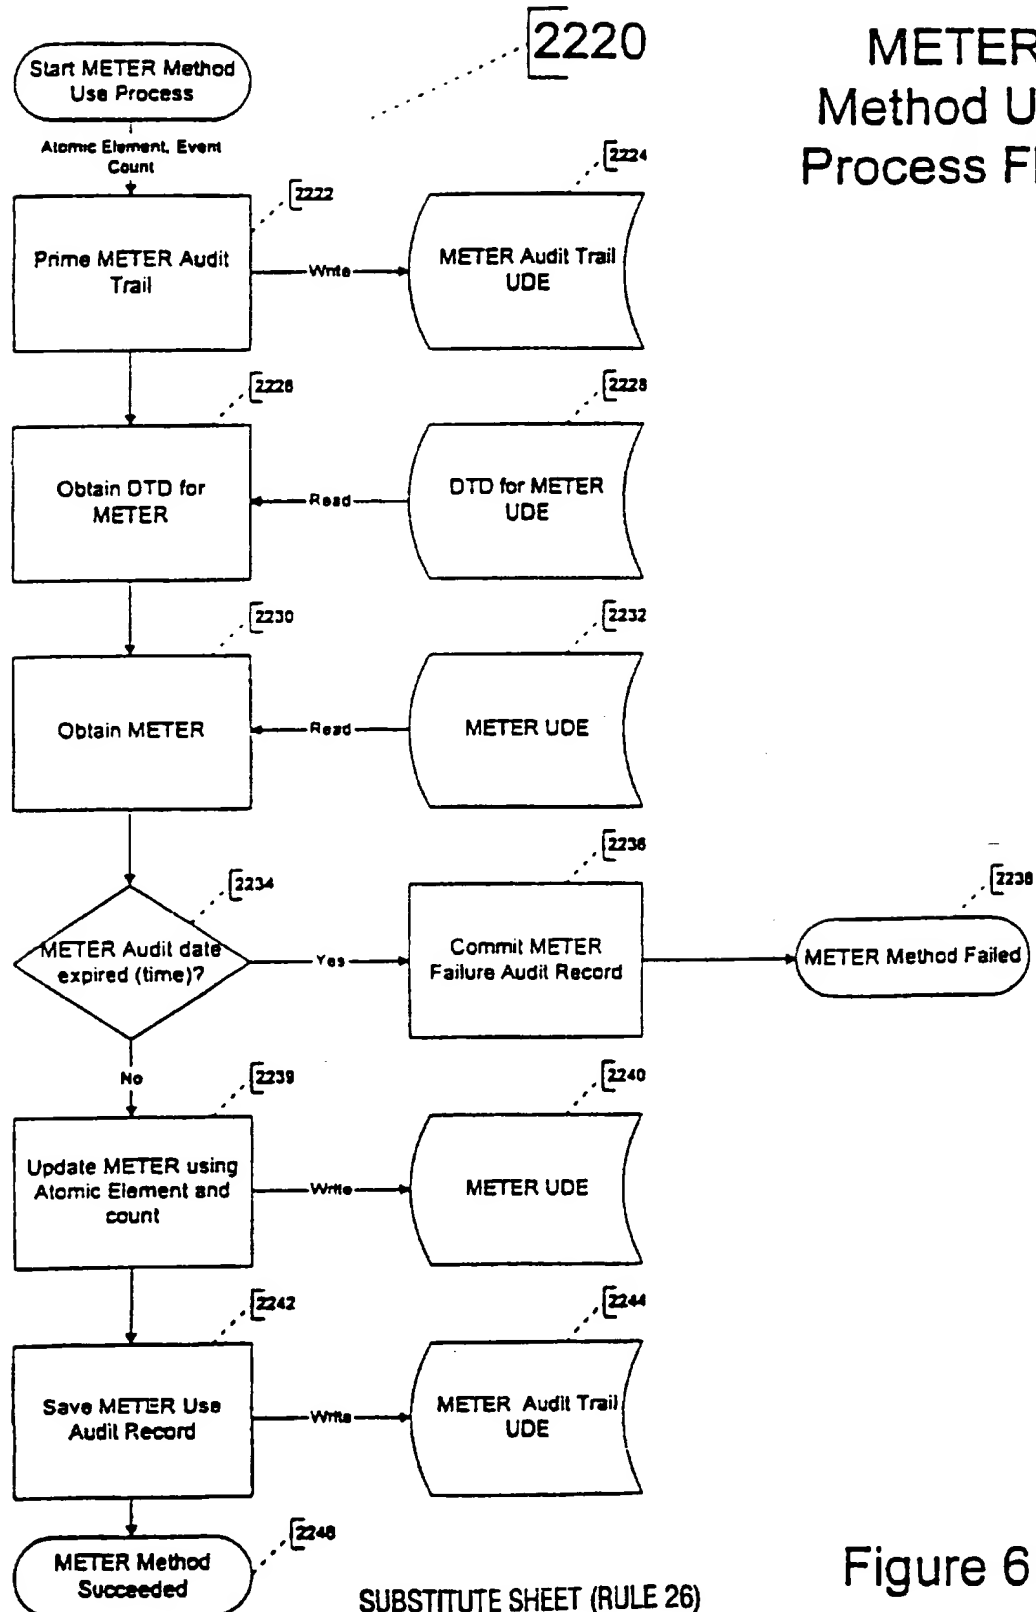 2220
METER
Method U
Process Fl
Start METER Method
Use Process
Atomic Element, Event
Count
2222
2224
Prime METER Audit
Trail
Write
METER Audit Trail
UDE
2226
2228
Obtain DTD for
METER
Read
DTD for METER
UDE
2230
2232
Obtain METER
Read
METER UDE
2234
2236
2238
METER Audit date
expired (time)?
Yes
Commit METER
Failure Audit Record
METER Method Failed
No
2239
2240
Update METER using
Atomic Element and
count
Write
METER UDE
2242
2244
Save METER Use
Audit Record
Write
METER Audit Trail
UDE
2246
METER Method
Succeeded
Figure 6
SUBSTITUTE SHEET (RULE 26)